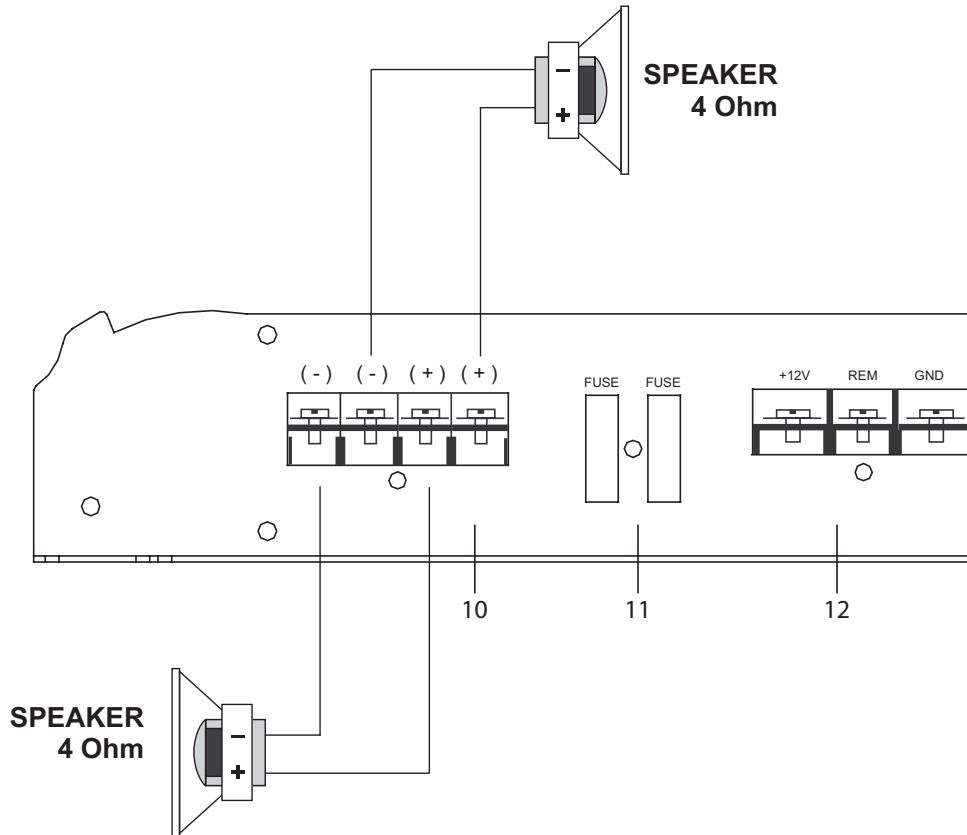 −
+
SPEAKER
4 Ohm
( - ) ( - ) ( + ) ( + )
FUSE FUSE
+12V REM GND
10 11 12
SPEAKER
4 Ohm
−
+